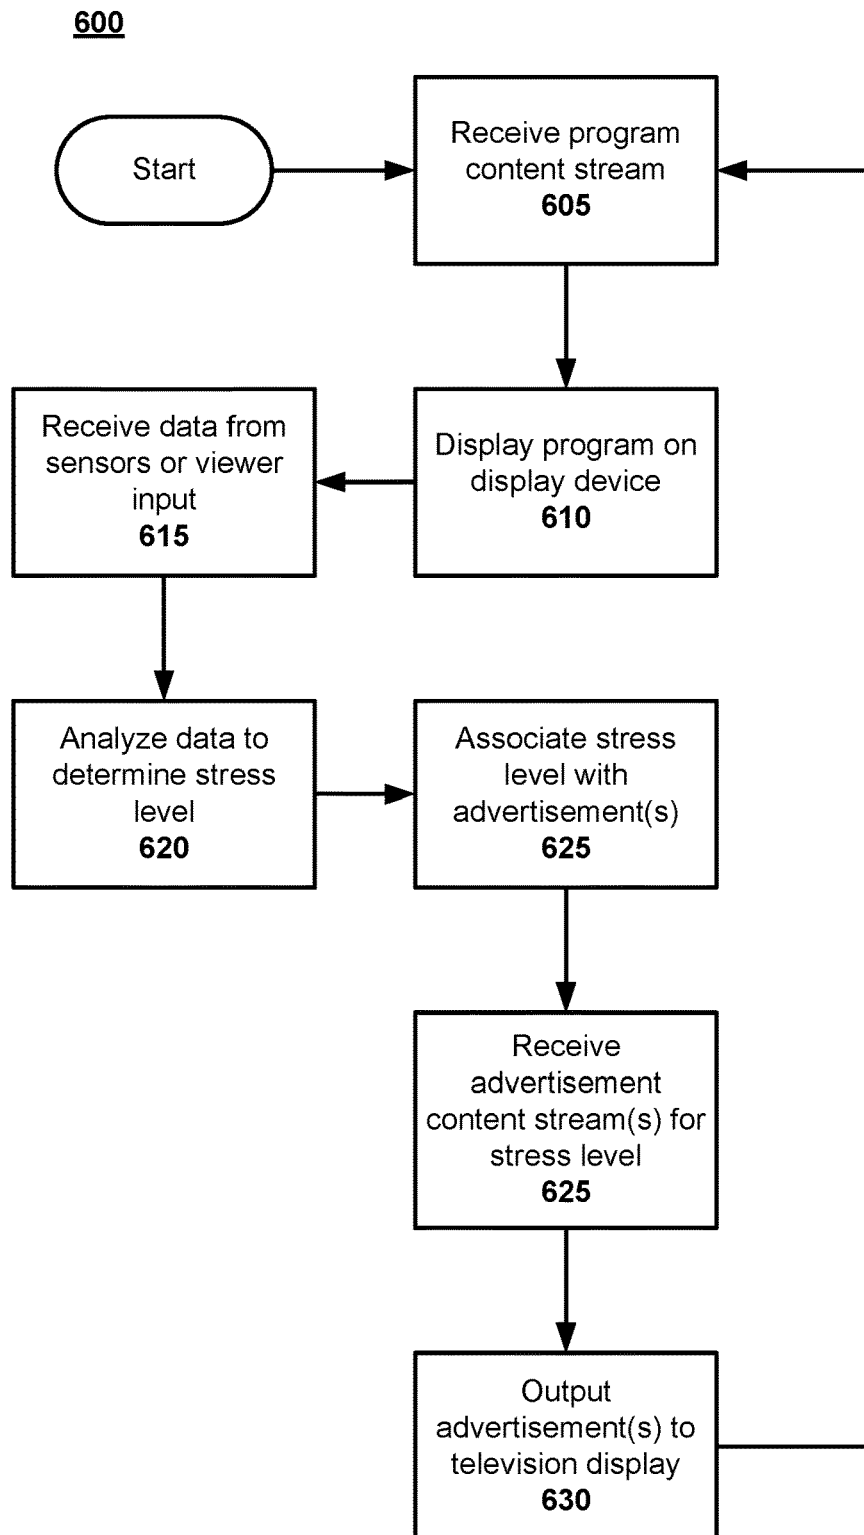 600
Start
Receive program
content stream
605
Display program on
display device
610
Receive data from
sensors or viewer
input
615
Analyze data to
determine stress
level
620
Associate stress
level with
advertisement(s)
625
Receive
advertisement
content stream(s) for
stress level
625
Output
advertisement(s) to
television display
630